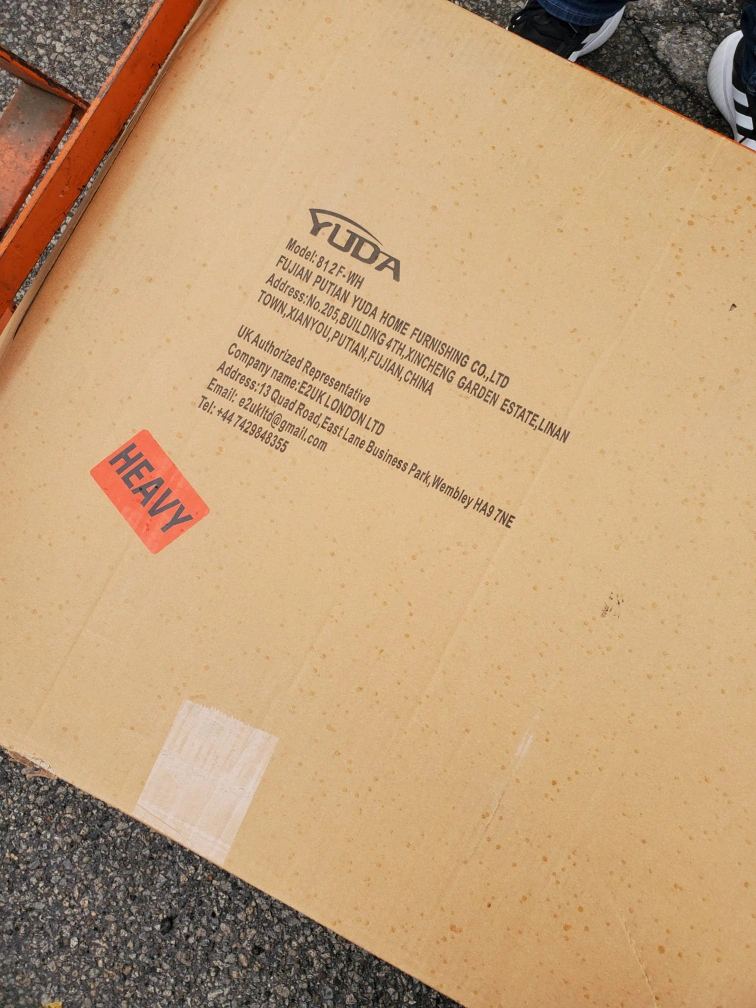 YUDA
Model:812F-WH
FUJIAN PUTIAN YUDA HOME FURNISHING CO.,LTD
Address:No.205,BUILDING 4TH,XINCHENG GARDEN ESTATE,LINAN
TOWN,XIANYOU,PUTIAN,FUJIAN,CHINA
UK Authorized Representative
Company name:E2UK LONDON LTD
Address:13 Quad Road,East Lane Business Park,Wembley HA9 7NE
Email: e2ukltd@gmail.com
Tel: +44 7429848355
HEAVY